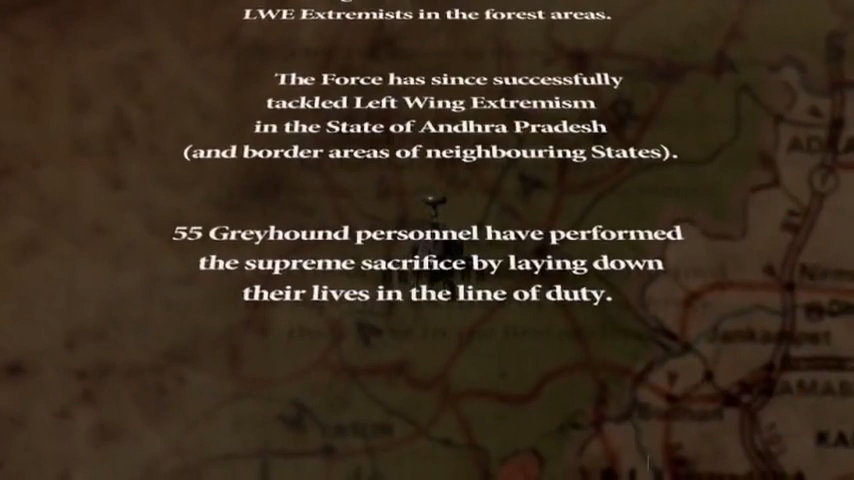 LWE Extremists in the forest areas.
The Force has since successfully
tackled Left Wing Extremism
in the State of Andhra Pradesh
(and border areas of neighbouring States).
55 Greyhound personnel have performed
the supreme sacrifice by laying down
their lives in the line of duty.